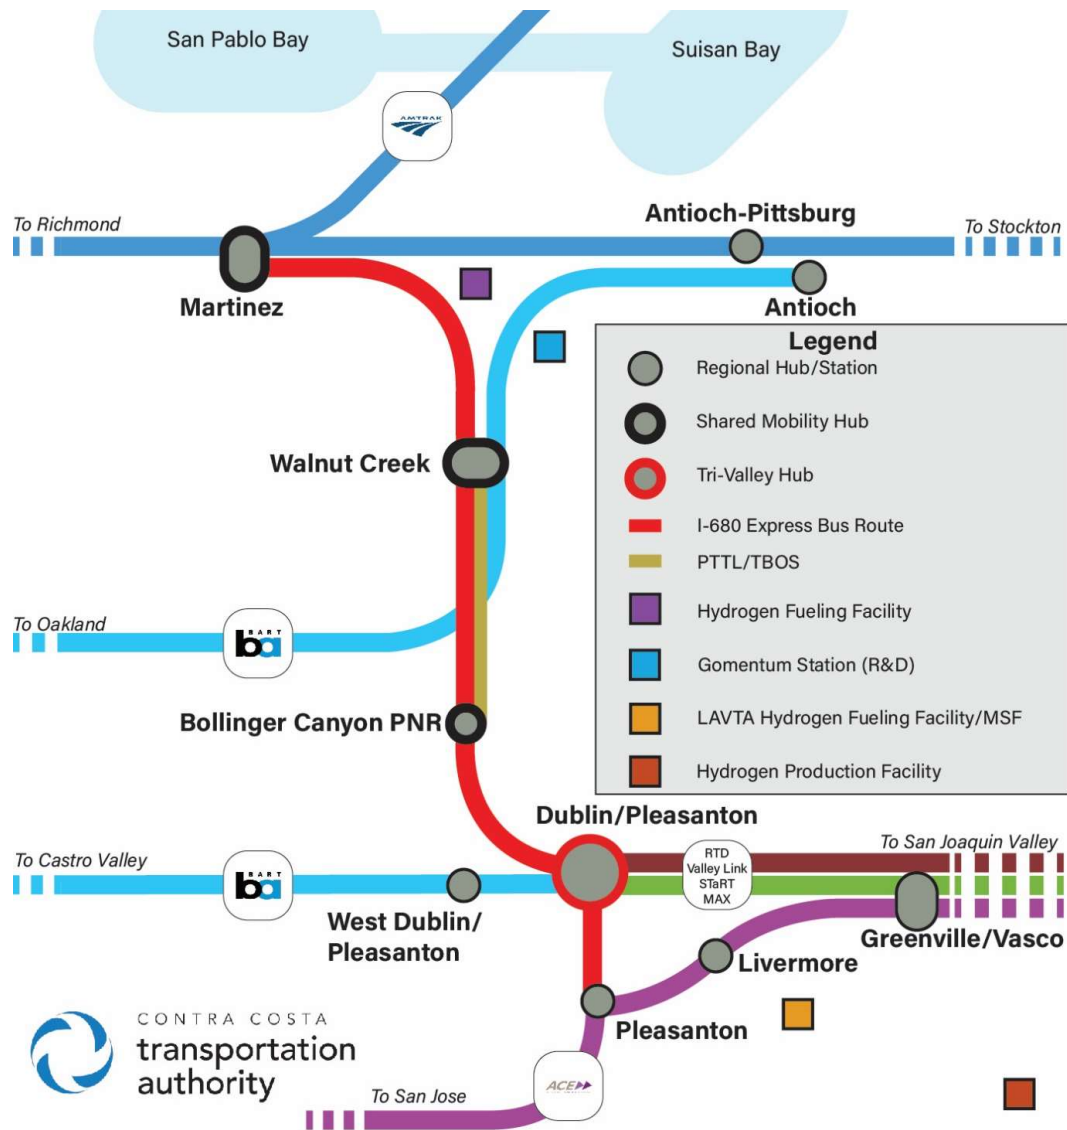 San Pablo Bay
Suisan Bay
AMTRAK
To Richmond
Antioch-Pittsburg
To Stockton
Martinez
Antioch
Legend
Regional Hub/Station
Shared Mobility Hub
Tri-Valley Hub
I-680 Express Bus Route
PTTL/TBOS
Hydrogen Fueling Facility
Gomentum Station (R&D)
LAVTA Hydrogen Fueling Facility/MSF
Hydrogen Production Facility
Walnut Creek
To Oakland
BART
ba
Bollinger Canyon PNR
Dublin/Pleasanton
To Castro Valley
BART
ba
RTD
Valley Link
STaRT
MAX
To San Joaquin Valley
West Dublin/
Pleasanton
Greenville/Vasco
Livermore
Pleasanton
CONTRA COSTA
transportation
authority
ACE
To San Jose